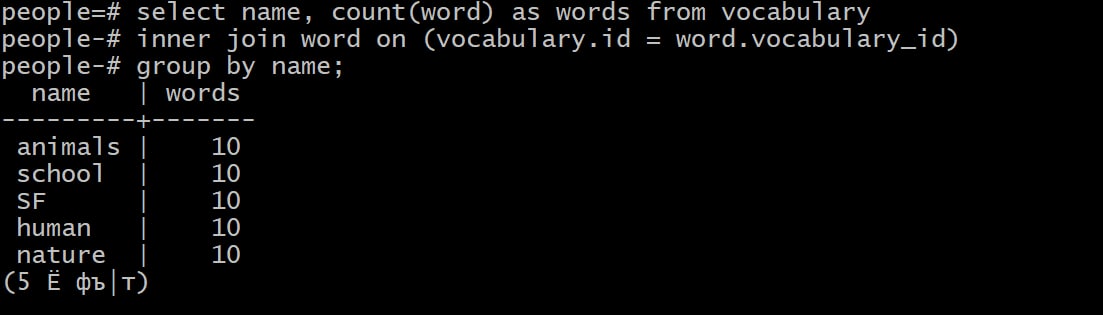 people=# select name, count(word) as words from vocabulary
people-# inner join word on (vocabulary.id = word.vocabulary_id)
people-# group by name;
  name   | words
---------+-------
 animals |    10
 school  |    10
 SF      |    10
 human   |    10
 nature  |    10
(5 Ё фъ|т)